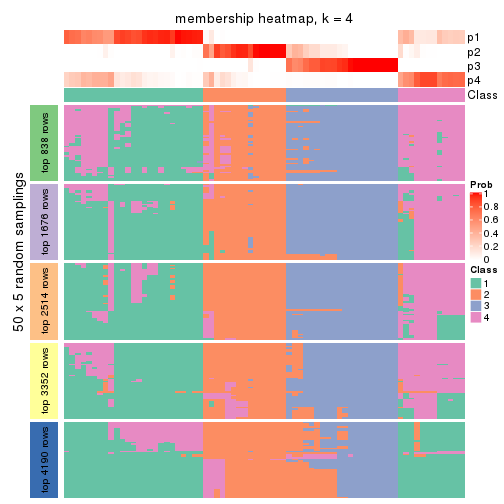 membership heatmap, k = 4
p1
p2
p3
p4
Class
50 x 5 random samplings
top 838 rows
top 1676 rows
top 2514 rows
top 3352 rows
top 4190 rows
Prob
1
0.8
0.6
0.4
0.2
0
Class
1
2
3
4